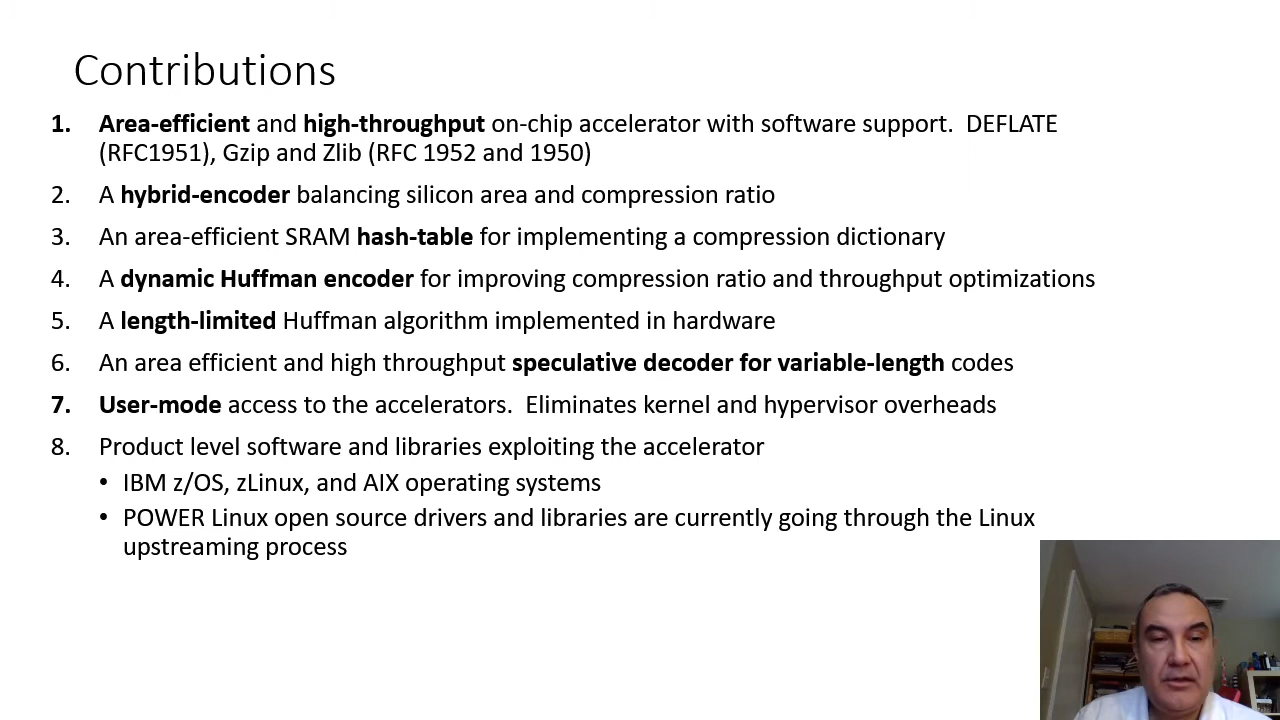 Contributions
1. Area-efficient and high-throughput on-chip accelerator with software support.  DEFLATE
(RFC1951), Gzip and Zlib (RFC 1952 and 1950)
2. A hybrid-encoder balancing silicon area and compression ratio
3. An area-efficient SRAM hash-table for implementing a compression dictionary
4. A dynamic Huffman encoder for improving compression ratio and throughput optimizations
5. A length-limited Huffman algorithm implemented in hardware
6. An area efficient and high throughput speculative decoder for variable-length codes
7. User-mode access to the accelerators.  Eliminates kernel and hypervisor overheads
8. Product level software and libraries exploiting the accelerator
• IBM z/OS, zLinux, and AIX operating systems
• POWER Linux open source drivers and libraries are currently going through the Linux
upstreaming process